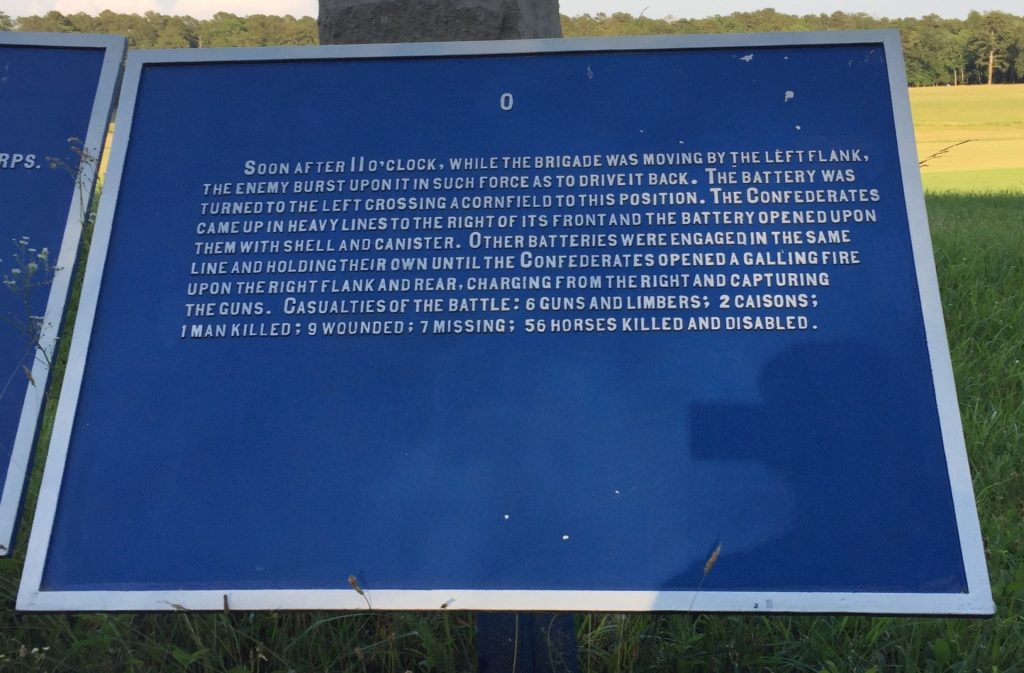 RPS.
O
SOON AFTER 11 O'CLOCK, WHILE THE BRIGADE WAS MOVING BY THE LEFT FLANK,
THE ENEMY BURST UPON IT IN SUCH FORCE AS TO DRIVE IT BACK. THE BATTERY WAS
TURNED TO THE LEFT CROSSING A CORNFIELD TO THIS POSITION. THE CONFEDERATES
CAME UP IN HEAVY LINES TO THE RIGHT OF ITS FRONT AND THE BATTERY OPENED UPON
THEM WITH SHELL AND CANISTER. OTHER BATTERIES WERE ENGAGED IN THE SAME
LINE AND HOLDING THEIR OWN UNTIL THE CONFEDERATES OPENED A GALLING FIRE
UPON THE RIGHT FLANK AND REAR, CHARGING FROM THE RIGHT AND CAPTURING
THE GUNS. CASUALTIES OF THE BATTLE: 6 GUNS AND LIMBERS; 2 CAISONS;
1 MAN KILLED; 9 WOUNDED; 7 MISSING; 56 HORSES KILLED AND DISABLED.